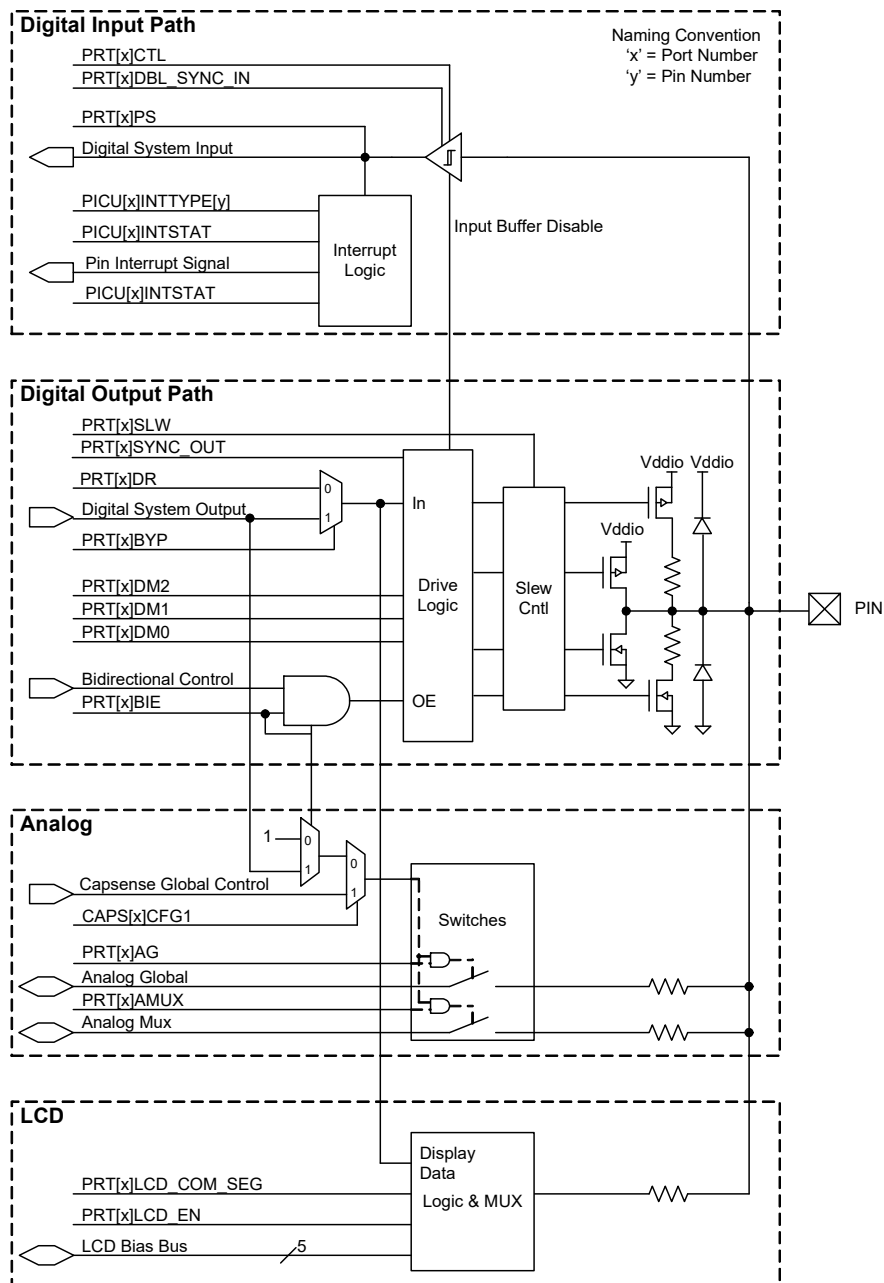 Digital Input Path
Naming Convention
‘x’ = Port Number
‘y’ = Pin Number
PRT[x]CTL
PRT[x]DBL_SYNC_IN
PRT[x]PS
Digital System Input
PICU[x]INTTYPE[y]
PICU[x]INTSTAT
Pin Interrupt Signal
PICU[x]INTSTAT
Interrupt
Logic
Input Buffer Disable
Digital Output Path
PRT[x]SLW
PRT[x]SYNC_OUT
PRT[x]DR
Digital System Output
PRT[x]BYP
0
1
PRT[x]DM2
PRT[x]DM1
PRT[x]DM0
Bidirectional Control
PRT[x]BIE
In
Drive
Logic
OE
Slew
Cntl
Vddio Vddio
Vddio
PIN
Analog
1
0
1
0
1
Capsense Global Control
CAPS[x]CFG1
PRT[x]AG
Analog Global
PRT[x]AMUX
Analog Mux
Switches
LCD
PRT[x]LCD_COM_SEG
PRT[x]LCD_EN
LCD Bias Bus
5
Display
Data
Logic & MUX